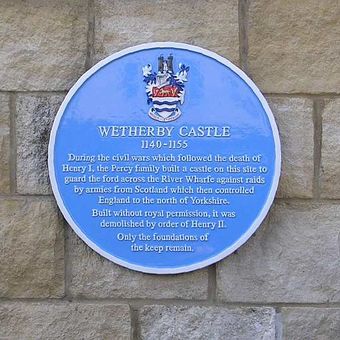 WETHERBY CASTLE
1140-1155
During the civil wars which followed the death of
Henry I, the Percy family built a castle on this site to
guard the ford across the River Wharfe against raids
by armies from Scotland which then controlled
England to the north of Yorkshire.
Built without royal permission, it was
demolished by order of Henry II.
Only the foundations of
the keep remain.